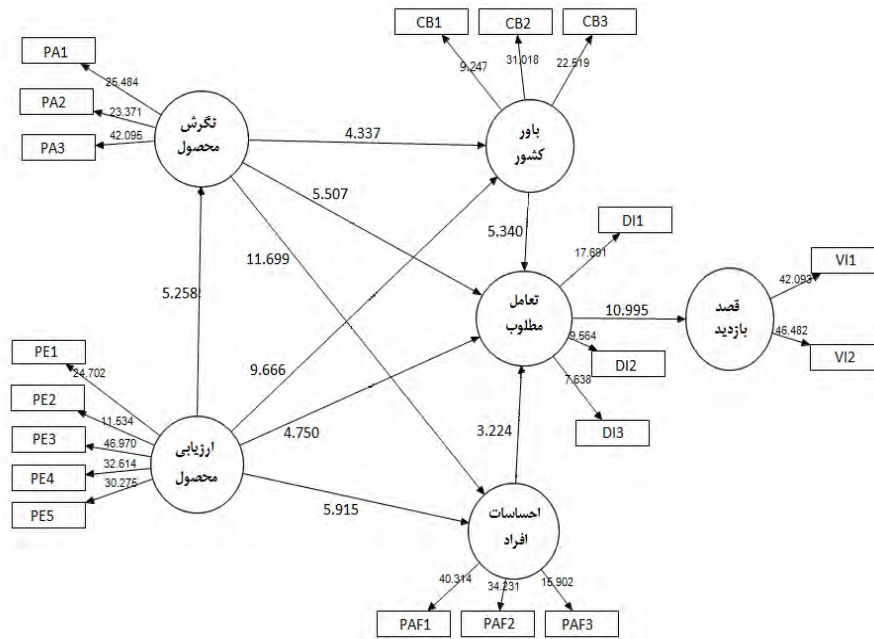 CB1
CB2
CB3
9.247
31.018
22.519
PA1
PA2
PA3
25.484
23.371
42.095
نگرش
محصول
باور
کشور
4.337
5.507
11.699
5.340
5.258
9.666
DI1
17.691
تعامل
مطلوب
10.995
قصد
بازدید
VI1
42.093
VI2
46.482
9.564
DI2
7.638
DI3
PE1
PE2
PE3
PE4
PE5
24.702
11.534
46.970
32.614
30.275
ارزیابی
محصول
4.750
3.224
5.915
احساسات
افراد
40.314
34.231
15.902
PAF1
PAF2
PAF3